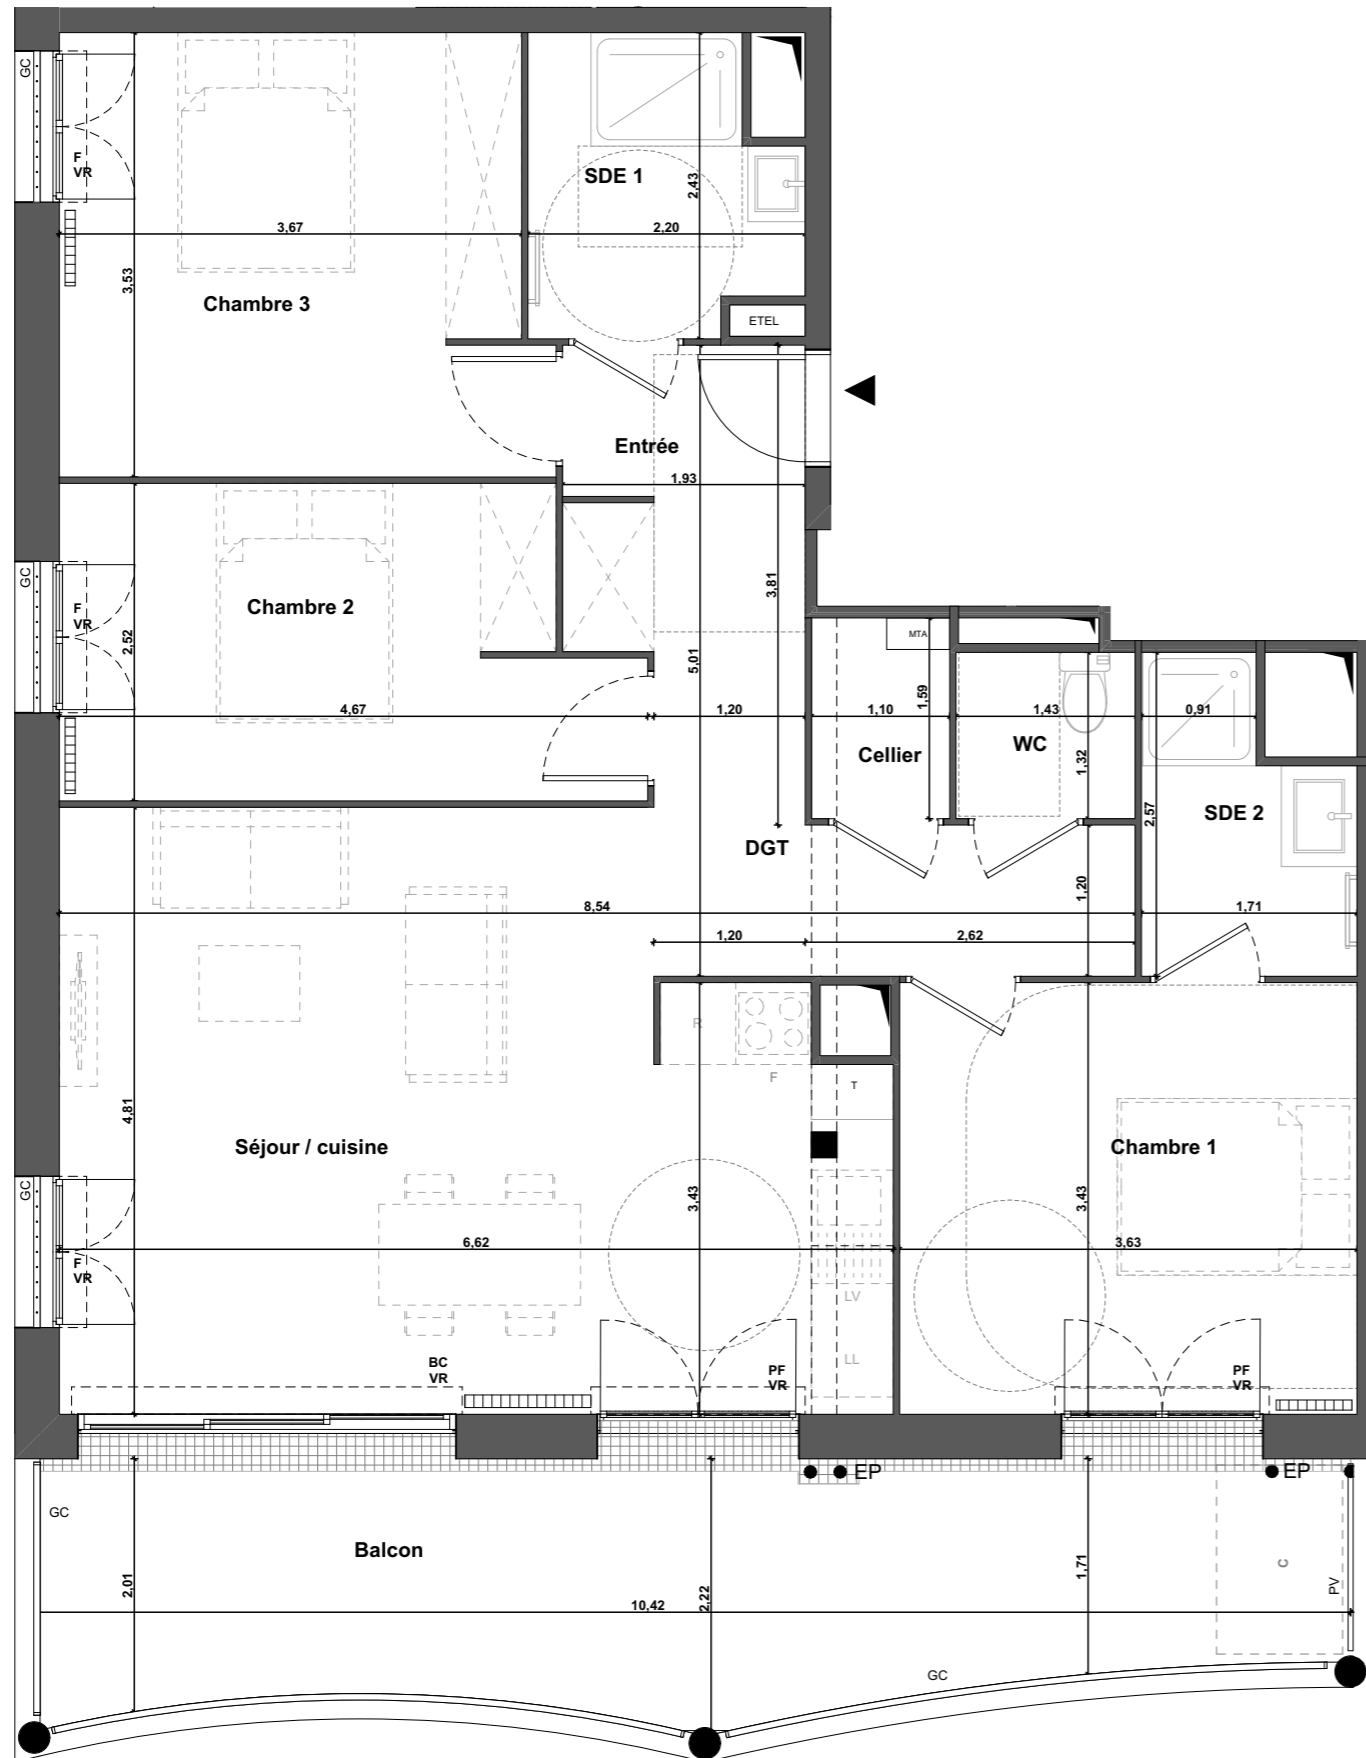 GC
F
VR
SDE 1
2,43
3,67
2,20
3,53
Chambre 3
ETEL
Entrée
1,93
GC
F
VR
Chambre 2
2,52
3,81
5,01
MTA
1,59
4,67
1,20
1,10
1,43
0,91
Cellier
WC
1,32
2,57
SDE 2
DGT
1,20
8,54
1,71
1,20
2,62
R
F
T
4,81
Séjour / cuisine
Chambre 1
GC
3,43
3,43
6,62
3,63
F
VR
LV
LL
BC
VR
PF
VR
PF
VR
EP
EP
GC
Balcon
2,01
2,22
1,71
C
PV
10,42
GC